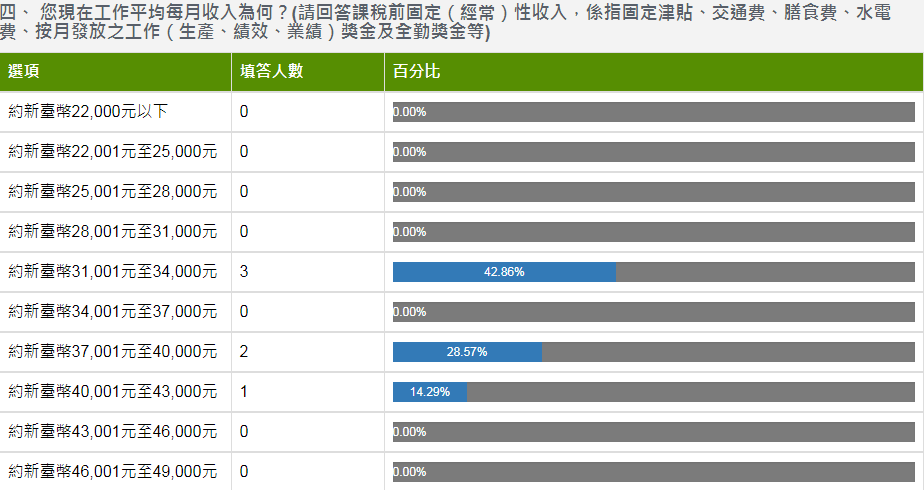 四、 您現在工作平均每月收入為何？(請回答課稅前固定（經常）性收入，係指固定津貼、交通費、膳食費、水電
費、按月發放之工作（生產、績效、業績）獎金及全勤獎金等)
選項 填答人數 百分比
約新臺幣22,000元以下 0 0.00%
約新臺幣22,001元至25,000元 0 0.00%
約新臺幣25,001元至28,000元 0 0.00%
約新臺幣28,001元至31,000元 0 0.00%
約新臺幣31,001元至34,000元 3 42.86%
約新臺幣34,001元至37,000元 0 0.00%
約新臺幣37,001元至40,000元 2 28.57%
約新臺幣40,001元至43,000元 1 14.29%
約新臺幣43,001元至46,000元 0 0.00%
約新臺幣46,001元至49,000元 0 0.00%